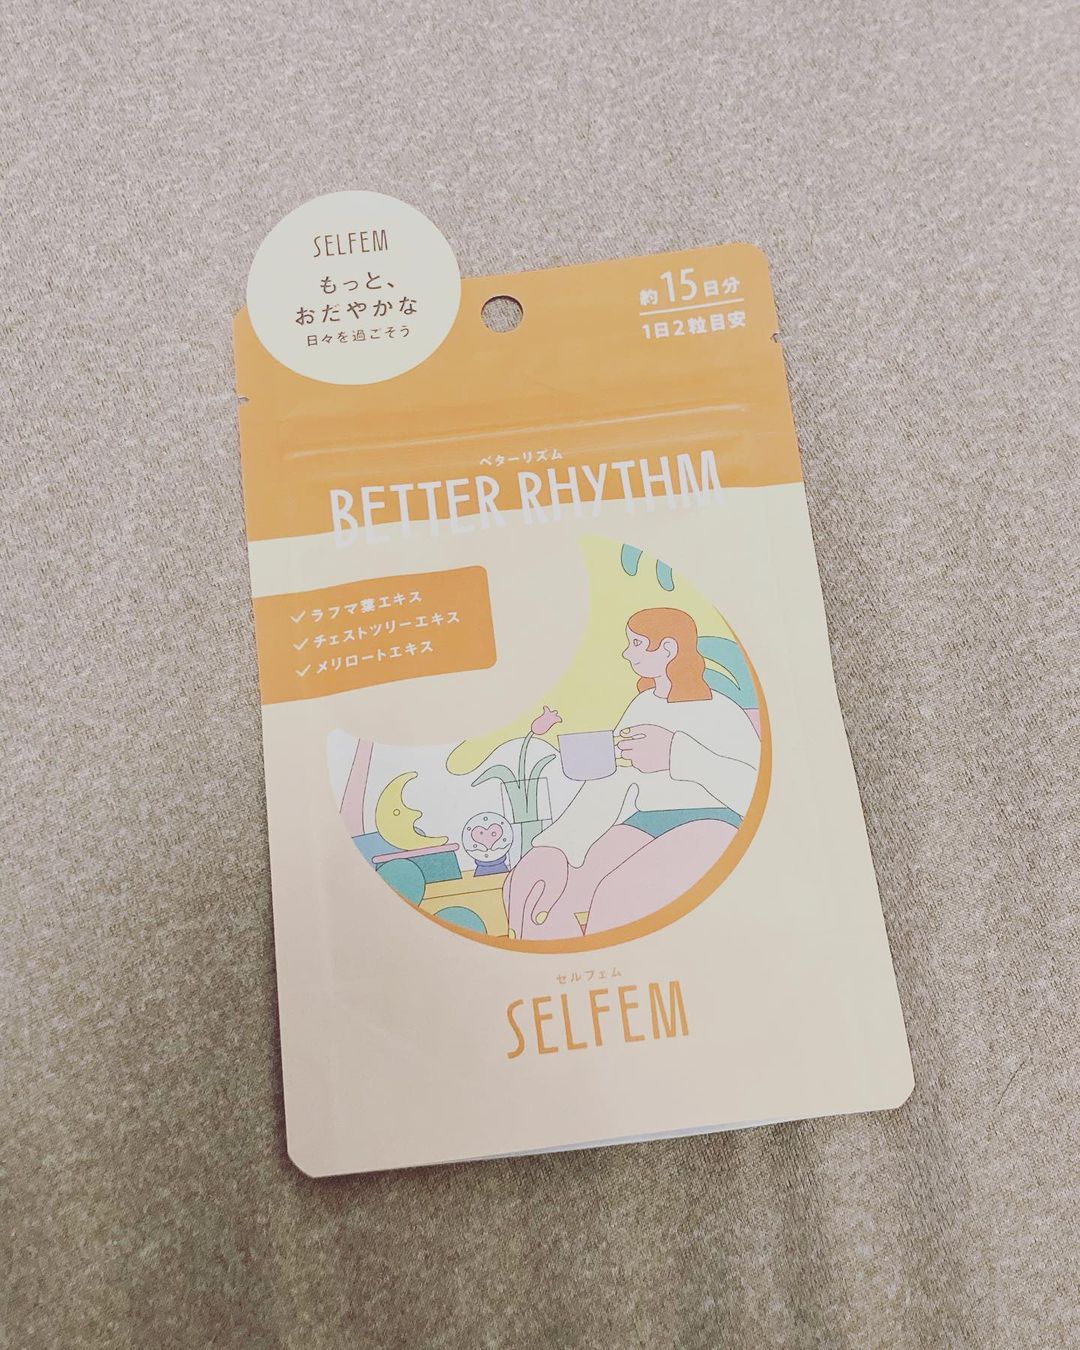 SELFEM
もっと、
おだやかな
日々を過ごそう
約15日分
1日2粒目安
ベターリズム
BETTER RHYTHM
ラフマ葉エキス
チェストツリーエキス
メリロートエキス
セルフェム
SELFEM